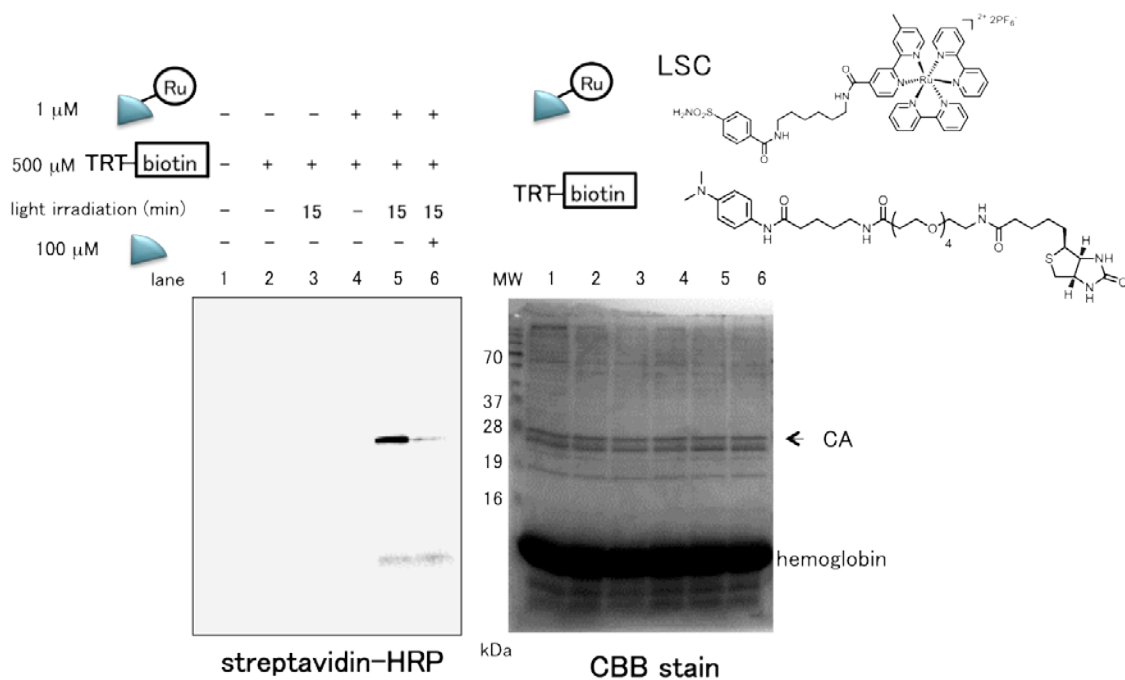 Ru
1 μM – – – + + +
500 μM TRT biotin – + + + + +
light irradiation (min) – – 15 – 15 15
100 μM +
lane 1 2 3 4 5 6
streptavidin-HRP
Ru
LSC
TRT biotin
H₂NO₂S
O
N
H
H
N
O
N
N
N
Ru
N
N
N
2+ 2PF₆⁻
N
N
H
O
N
H
O
O
4
H
N
O
S
H
H
NH
N
H
O
MW 1 2 3 4 5 6
70
37
28
CA
19
16
hemoglobin
kDa
CBB stain